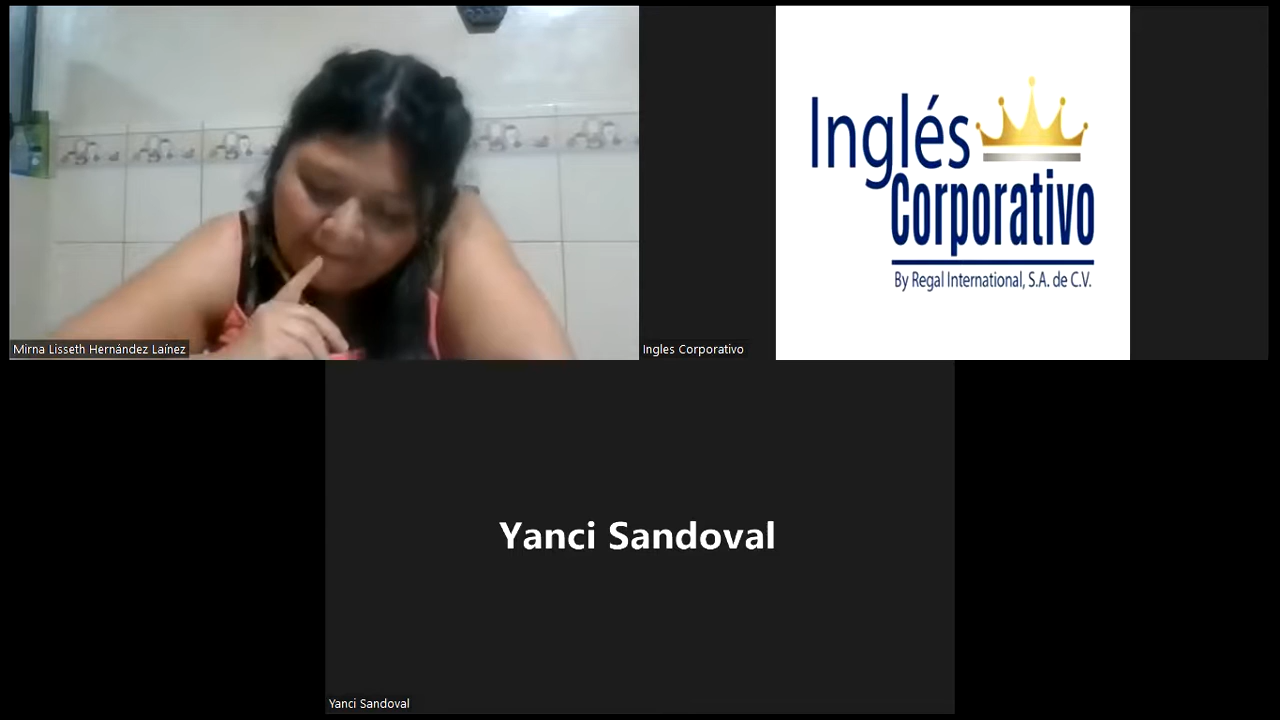 Inglés
Corporativo
By Regal International, S.A. de C.V.
Mirna Lisseth Hernández Laínez
Ingles Corporativo
Yanci Sandoval
Yanci Sandoval